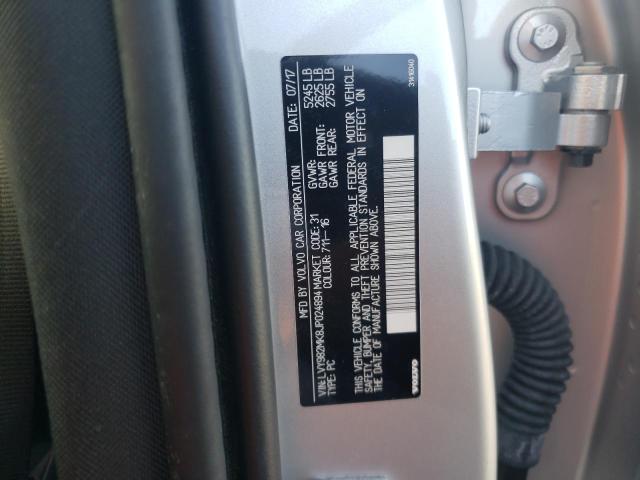 MFD BY VOLVO CAR CORPORATION DATE: 07/17
GVWR: 5245 LB
GAWR FRONT: 2625 LB
GAWR REAR: 2755 LB
VIN: LVY982MK8JP024894 MARKET CODE: 31
TYPE: PC COLOUR: 711-16
THIS VEHICLE CONFORMS TO ALL APPLICABLE FEDERAL MOTOR VEHICLE
SAFETY, BUMPER AND THEFT PREVENTION STANDARDS IN EFFECT ON
THE DATE OF MANUFACTURE SHOWN ABOVE.
VOLVO
31416040